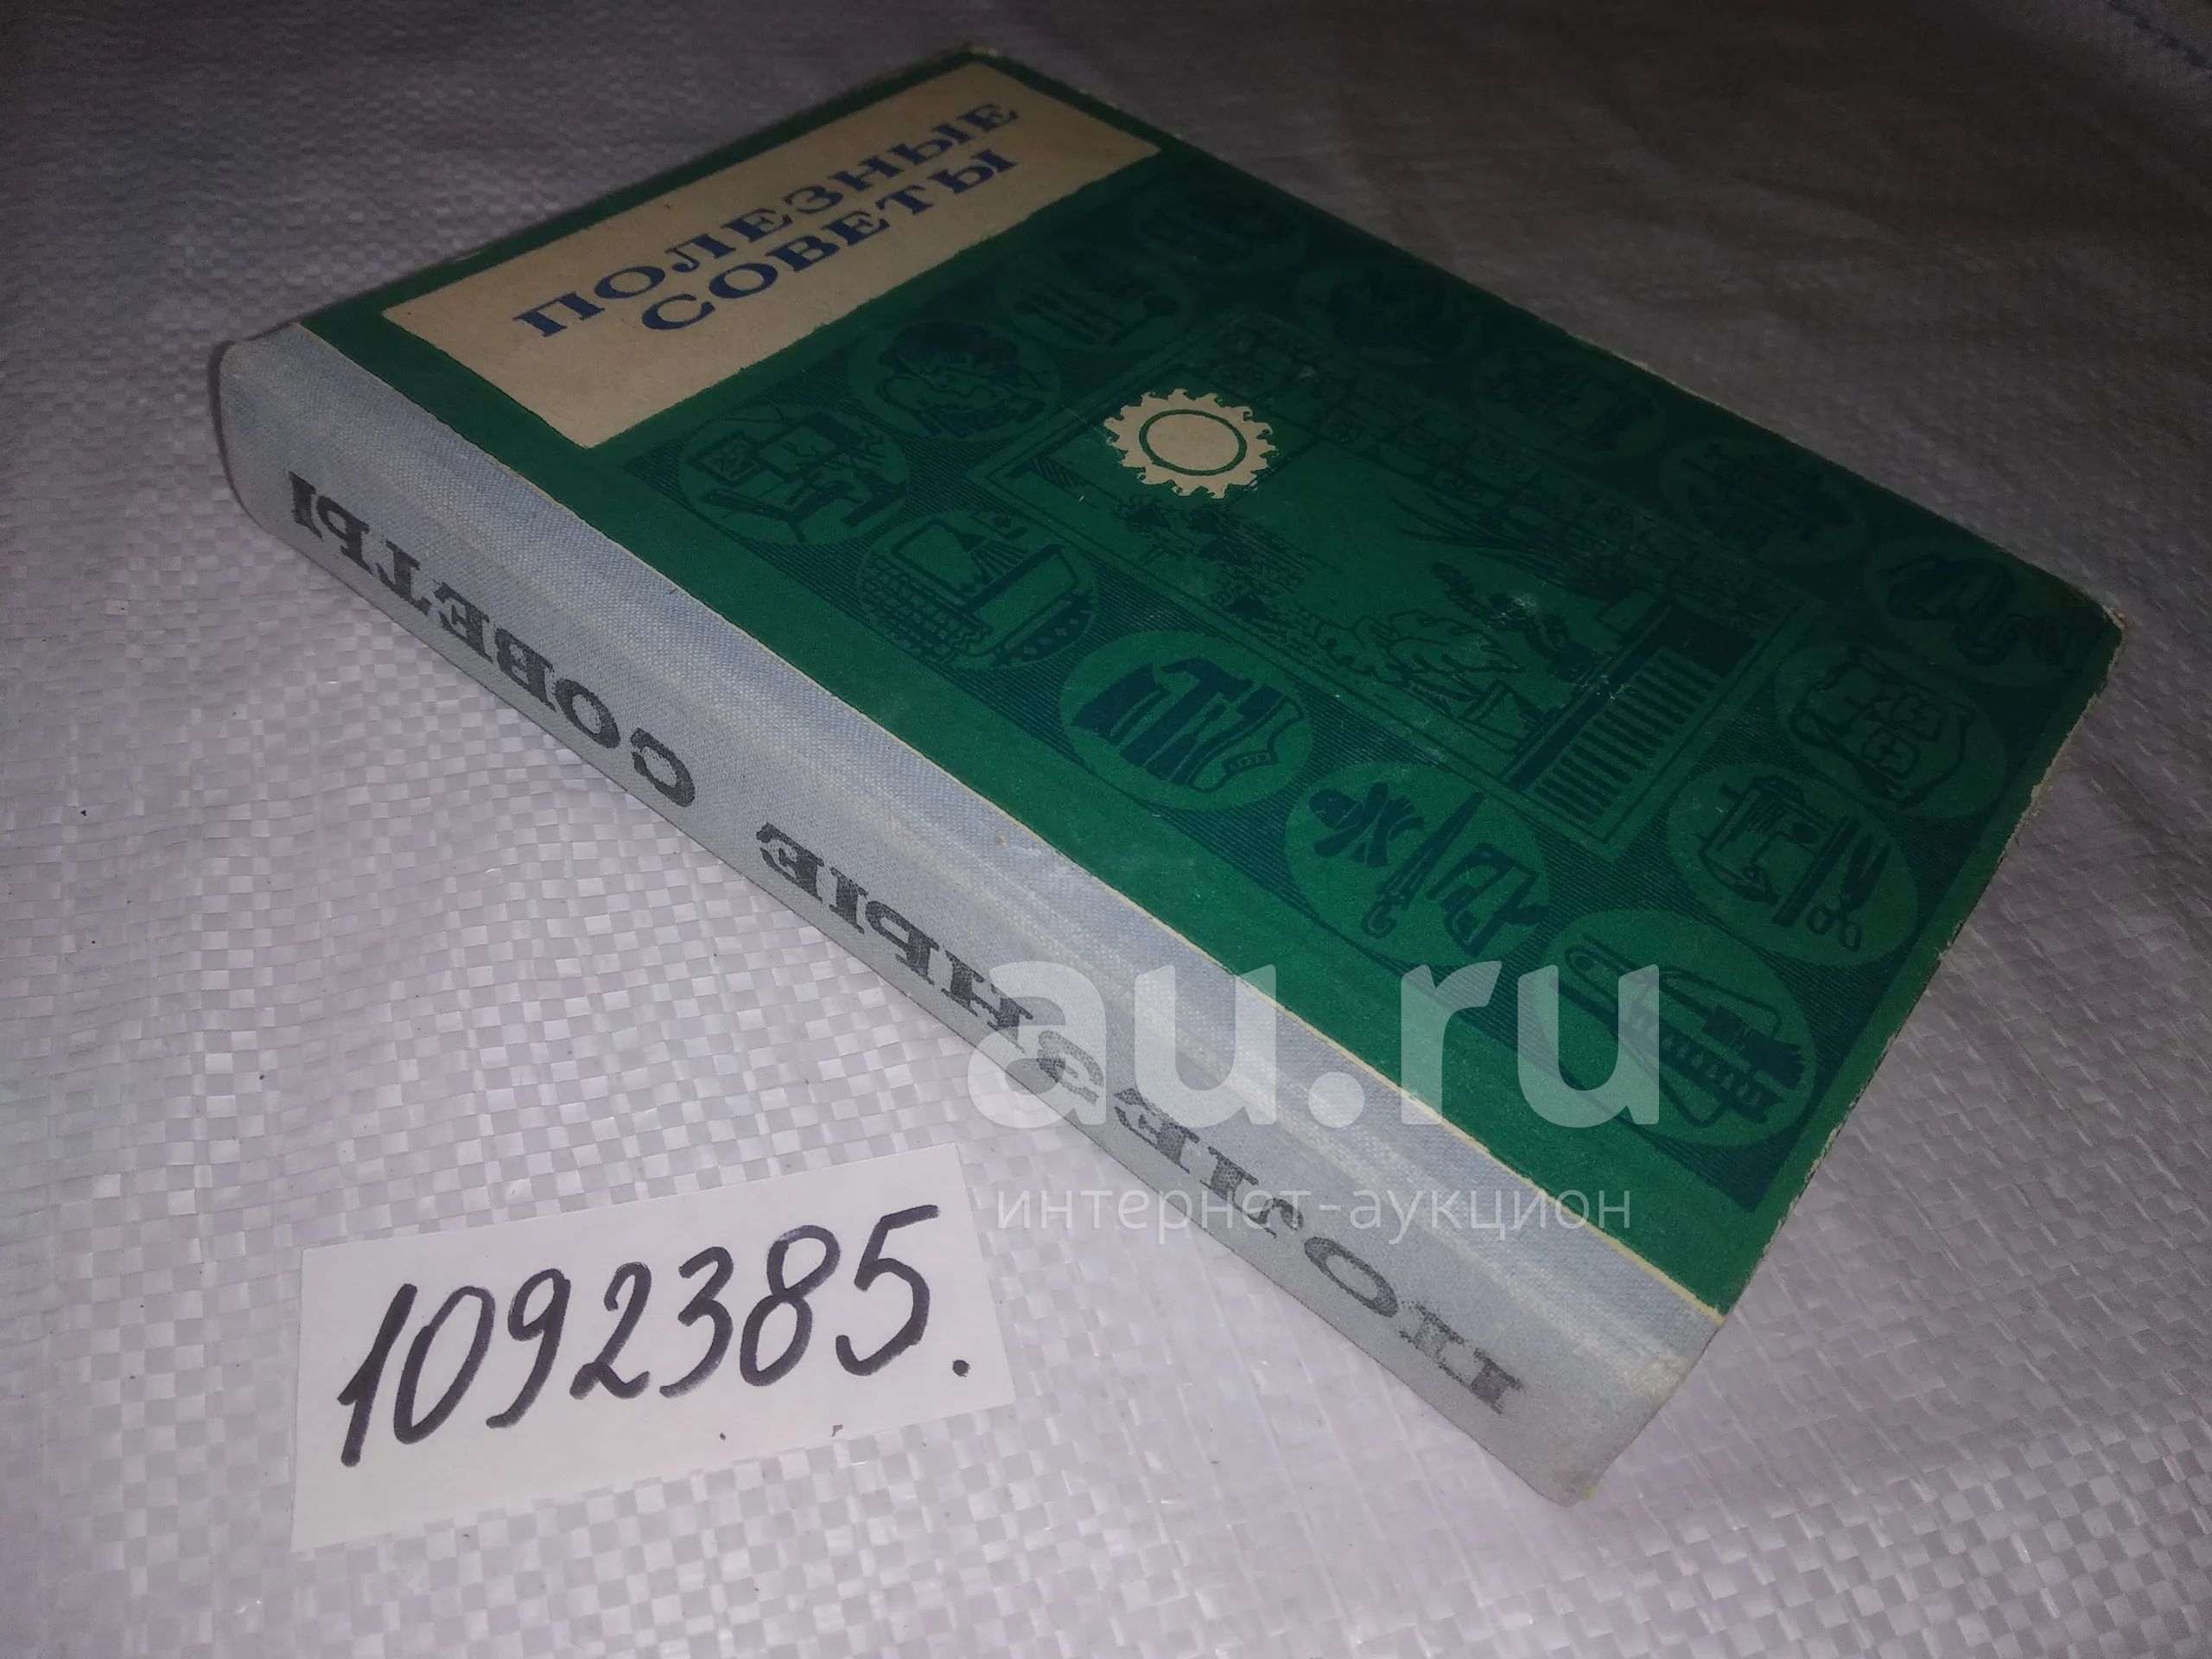 ПОЛЕЗНЫЕ
СОВЕТЫ
ПОЛЕЗНЫЕ СОВЕТЫ
au.ru
интернет-аукцион
1092385.